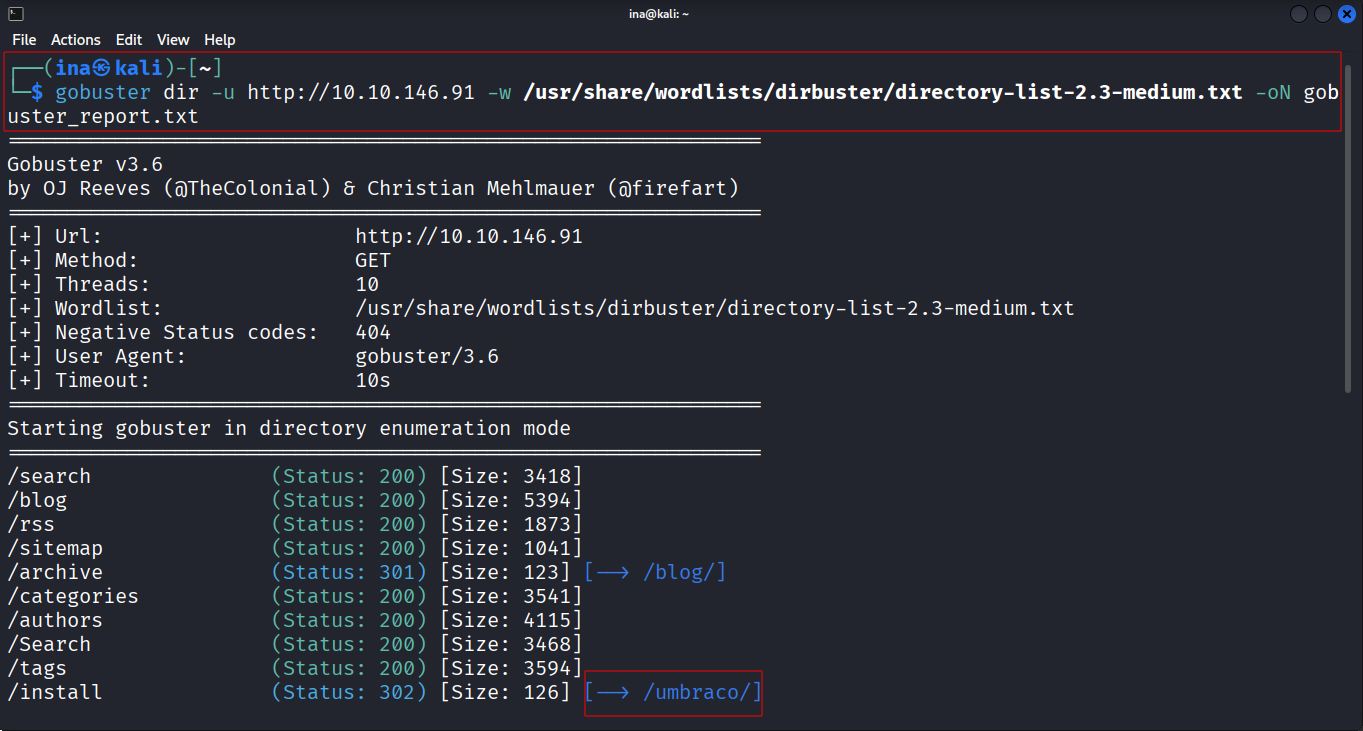 ina@kali: ~
File Actions Edit View Help
┌──(ina㉿kali)-[~]
└─$ gobuster dir -u http://10.10.146.91 -w /usr/share/wordlists/dirbuster/directory-list-2.3-medium.txt -oN gob
uster_report.txt
===============================================================
Gobuster v3.6
by OJ Reeves (@TheColonial) & Christian Mehlmauer (@firefart)
===============================================================
[+] Url:                     http://10.10.146.91
[+] Method:                  GET
[+] Threads:                 10
[+] Wordlist:                /usr/share/wordlists/dirbuster/directory-list-2.3-medium.txt
[+] Negative Status codes:   404
[+] User Agent:              gobuster/3.6
[+] Timeout:                 10s
===============================================================
Starting gobuster in directory enumeration mode
===============================================================
/search               (Status: 200) [Size: 3418]
/blog                 (Status: 200) [Size: 5394]
/rss                  (Status: 200) [Size: 1873]
/sitemap              (Status: 200) [Size: 1041]
/archive              (Status: 301) [Size: 123] [--> /blog/]
/categories           (Status: 200) [Size: 3541]
/authors              (Status: 200) [Size: 4115]
/Search               (Status: 200) [Size: 3468]
/tags                 (Status: 200) [Size: 3594]
/install              (Status: 302) [Size: 126] [--> /umbraco/]